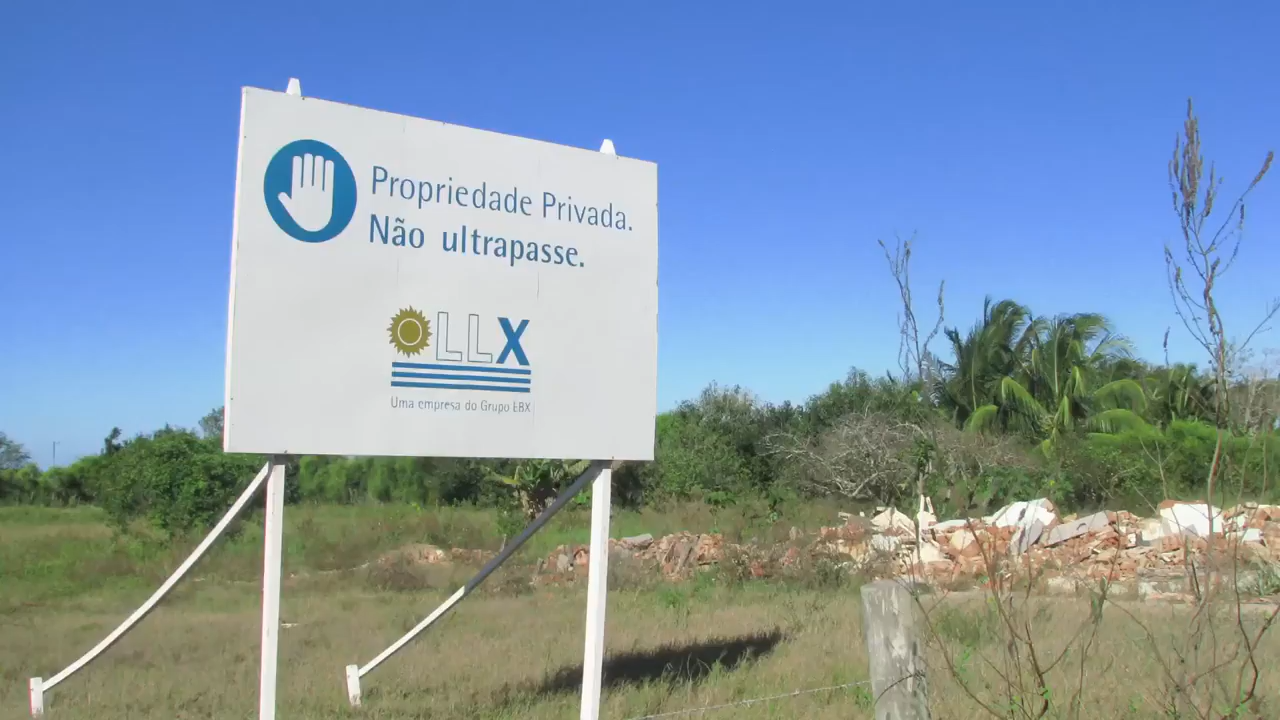 Propriedade Privada.
Não ultrapasse.
LLX
Uma empresa do Grupo EBX